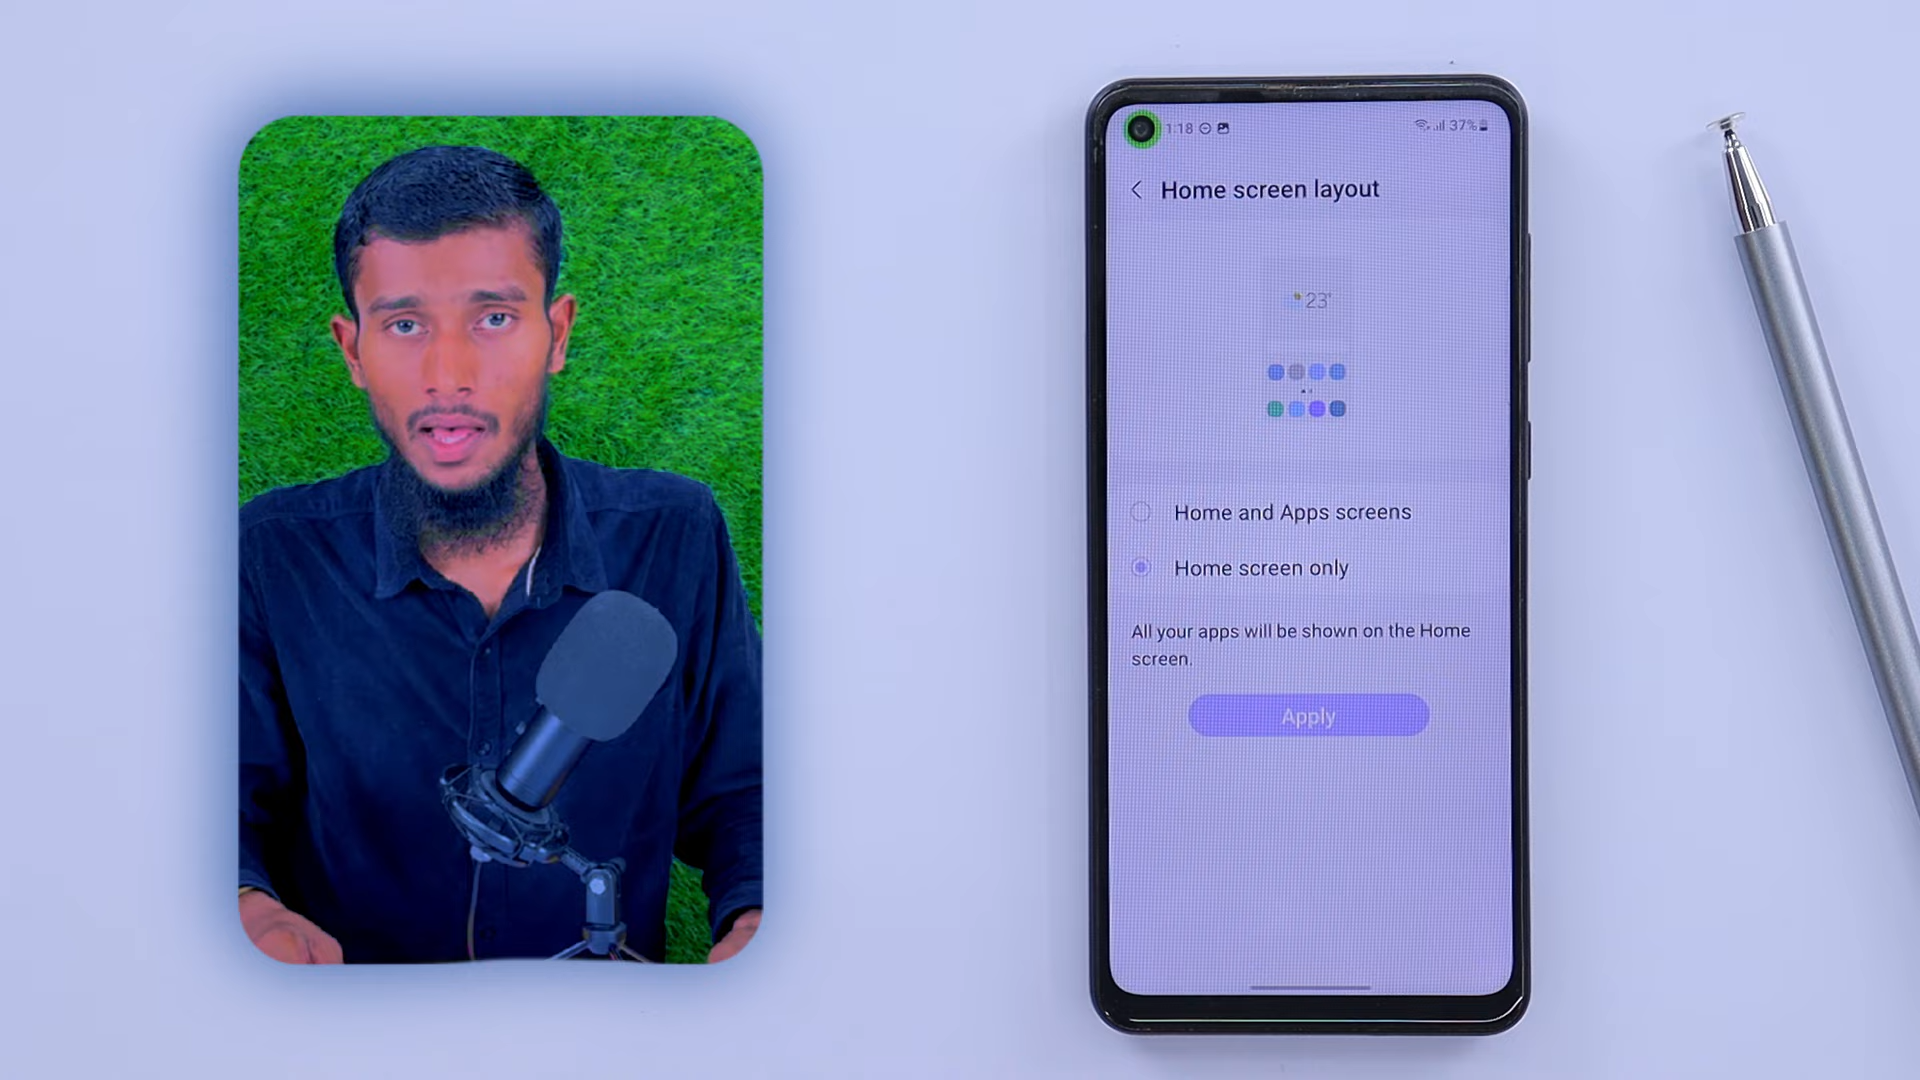 1:18
37%
Home screen layout
23°
Home and Apps screens
Home screen only
All your apps will be shown on the Home
screen.
Apply